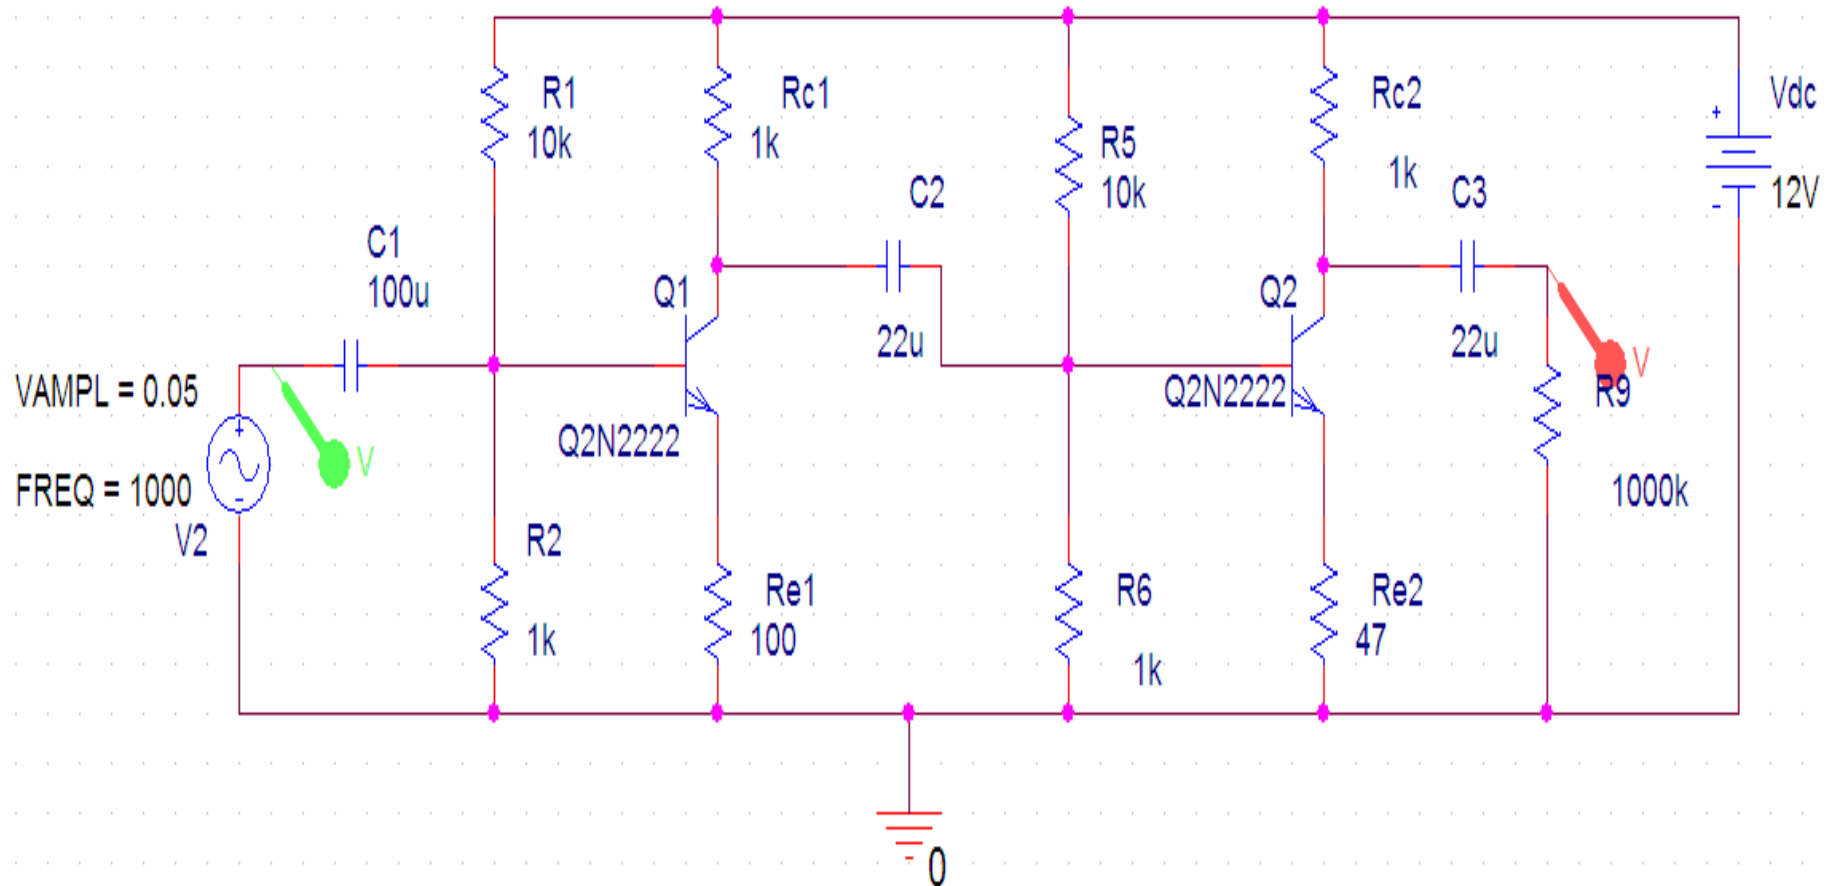 R1
10k
Rc1
1k
R5
10k
Rc2
1k
Vdc
+
12V
-
C1
100u
C2
22u
C3
22u
Q1
Q2N2222
Q2
Q2N2222
VAMPL = 0.05
FREQ = 1000
V2
+
-
V
V
R9
1000k
R2
1k
Re1
100
R6
1k
Re2
47
0